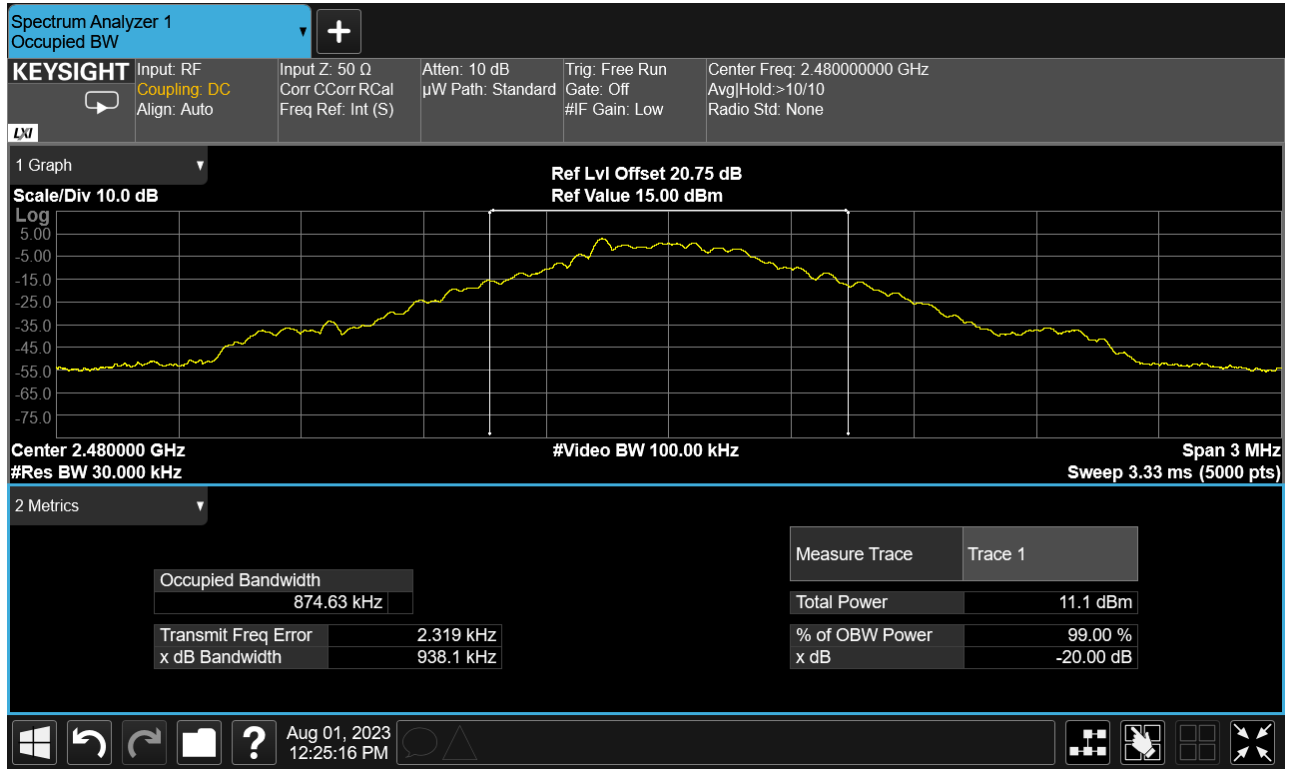 Spectrum Analyzer 1
Occupied BW
KEYSIGHT
LXI
Input: RF
Coupling: DC
Align: Auto
Input Z: 50 Ω
Corr CCorr RCal
Freq Ref: Int (S)
Atten: 10 dB
µW Path: Standard
Trig: Free Run
Gate: Off
#IF Gain: Low
Center Freq: 2.480000000 GHz
Avg|Hold:>10/10
Radio Std: None
1 Graph
Scale/Div 10.0 dB
Ref Lvl Offset 20.75 dB
Ref Value 15.00 dBm
Log
5.00
-5.00
-15.0
-25.0
-35.0
-45.0
-55.0
-65.0
-75.0
Center 2.480000 GHz
#Video BW 100.00 kHz
Span 3 MHz
#Res BW 30.000 kHz
Sweep 3.33 ms (5000 pts)
2 Metrics
Occupied Bandwidth
874.63 kHz
Transmit Freq Error 2.319 kHz
x dB Bandwidth 938.1 kHz
Measure Trace Trace 1
Total Power 11.1 dBm
% of OBW Power 99.00 %
x dB -20.00 dB
?
Aug 01, 2023
12:25:16 PM